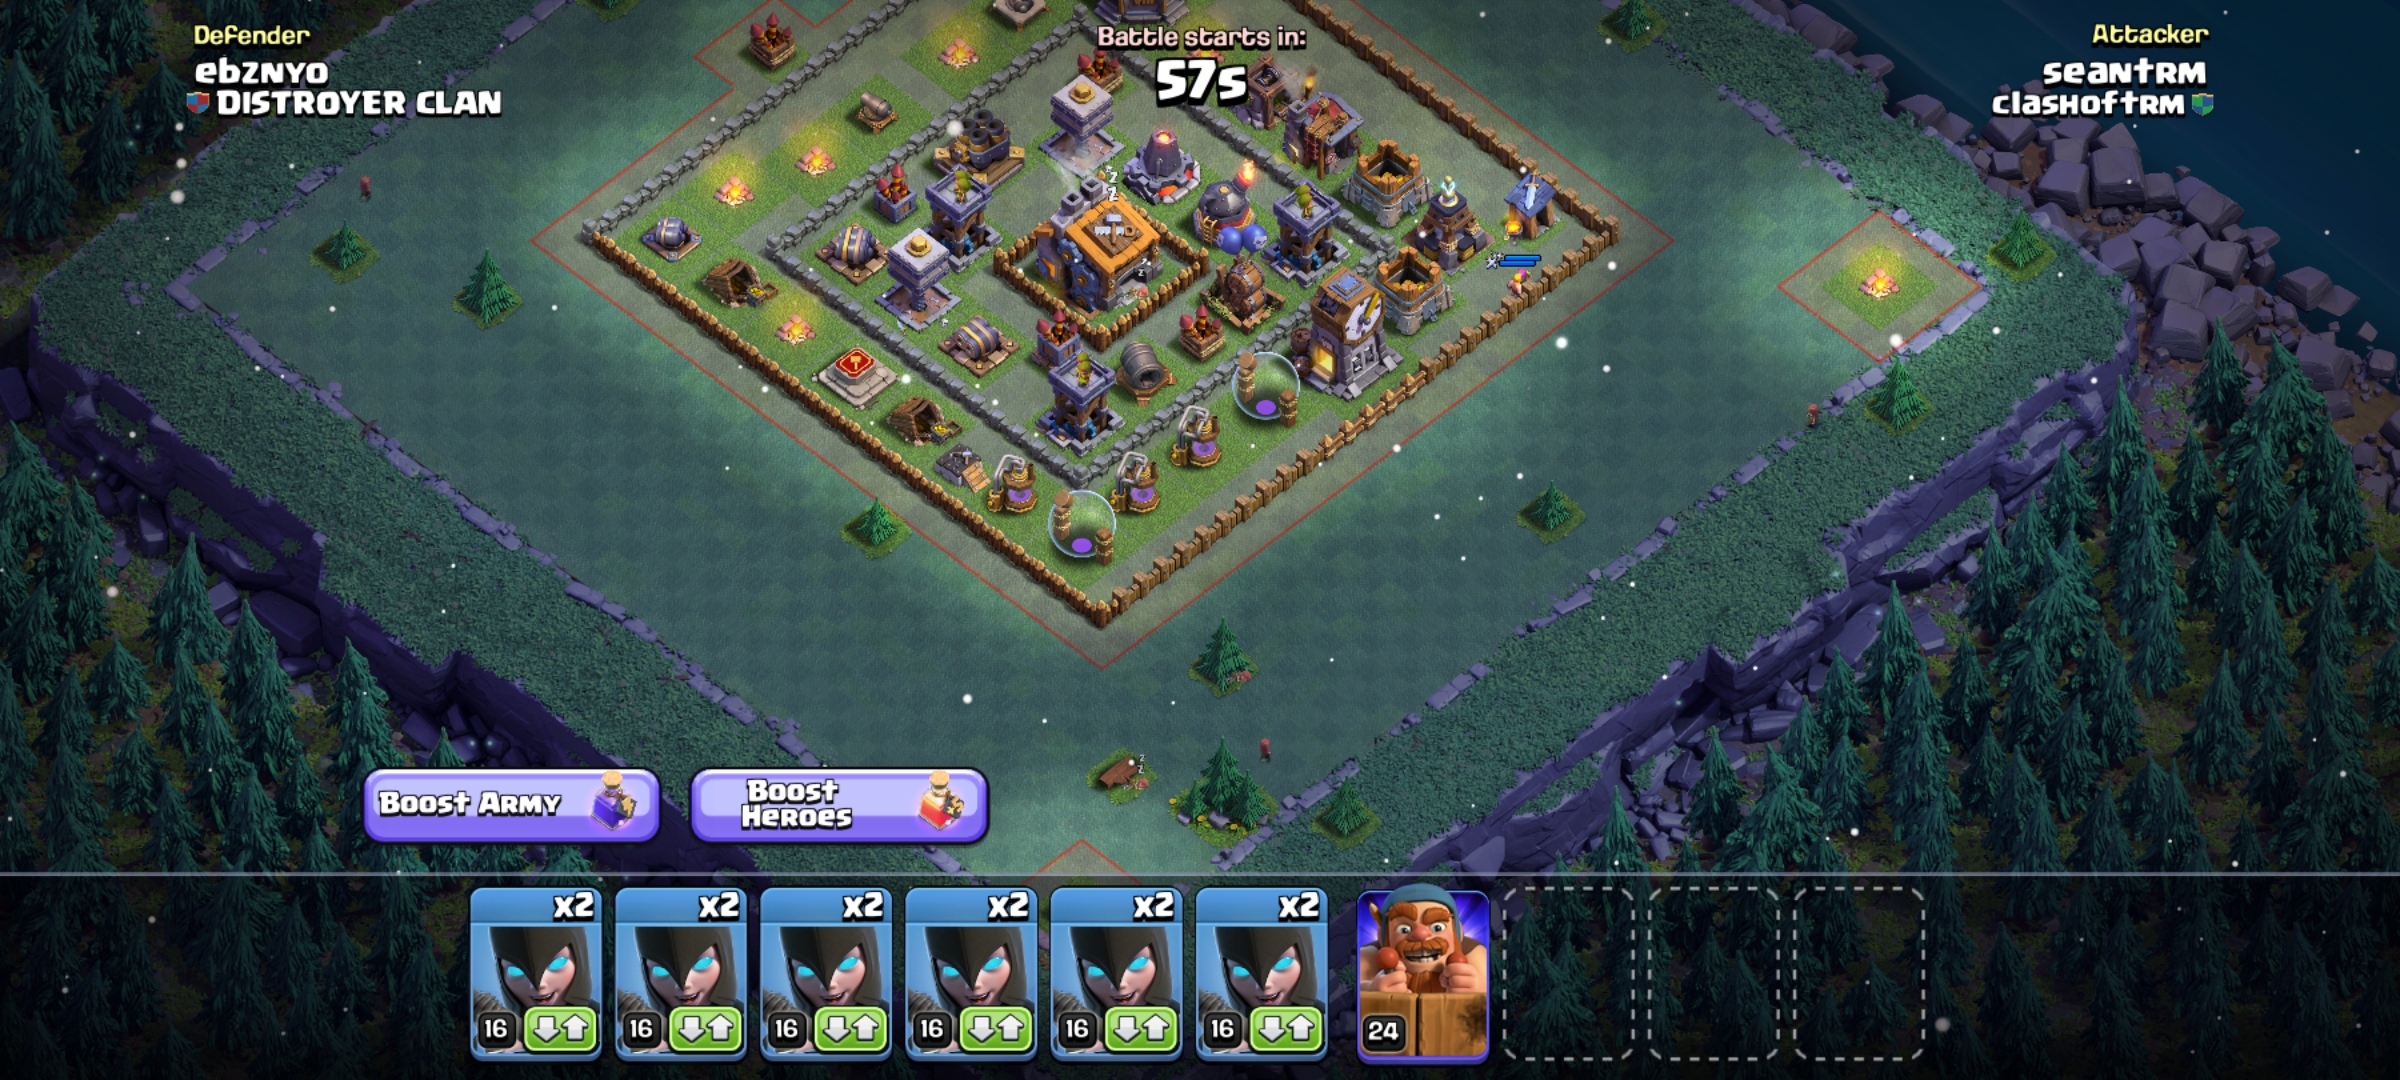 Defender
ebzNYO
DISTROYER CLAN
Battle starts in:
57s
Attacker
seantRM
clashoftRM
Boost Army
Boost
Heroes
x2
x2
x2
x2
x2
x2
16
16
16
16
16
16
24